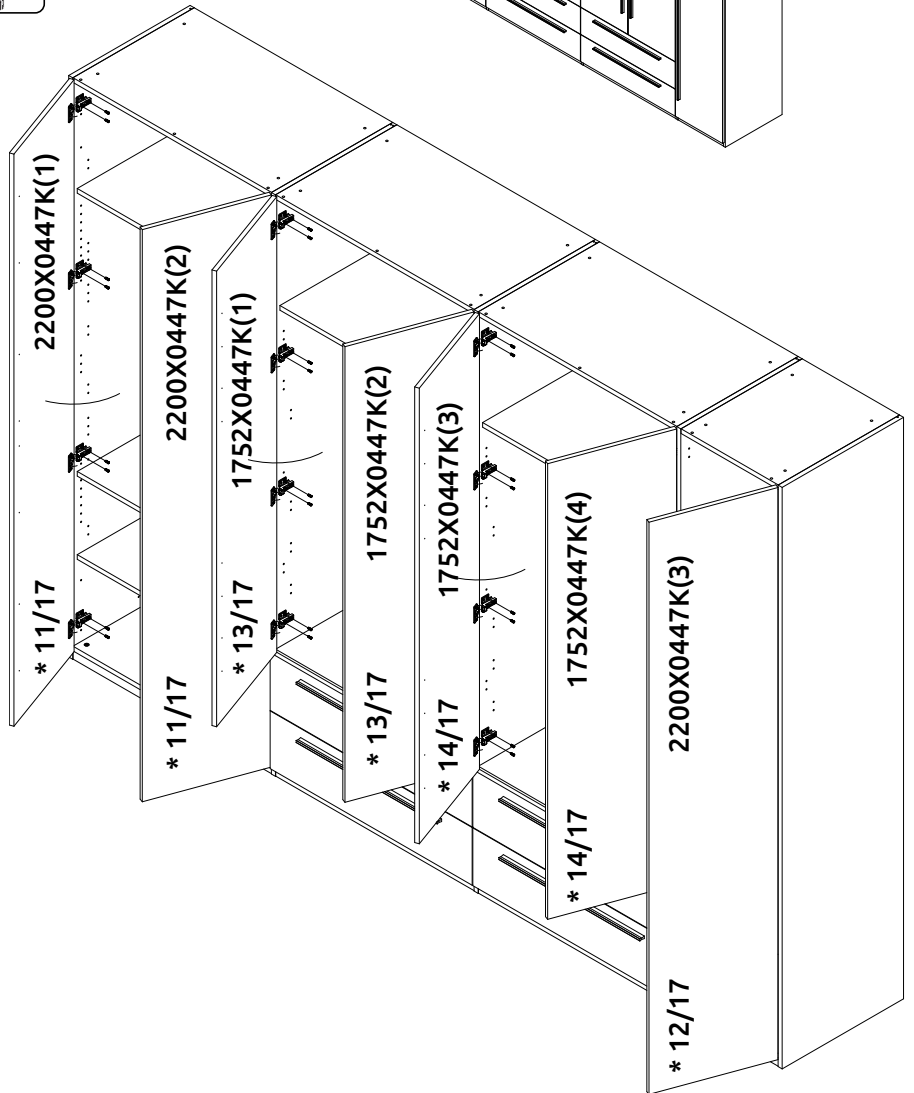 2200X0447K(1)
* 11/17
2200X0447K(2)
* 11/17
1752X0447K(1)
* 13/17
1752X0447K(2)
* 13/17
1752X0447K(3)
* 14/17
1752X0447K(4)
* 14/17
2200X0447K(3)
* 12/17